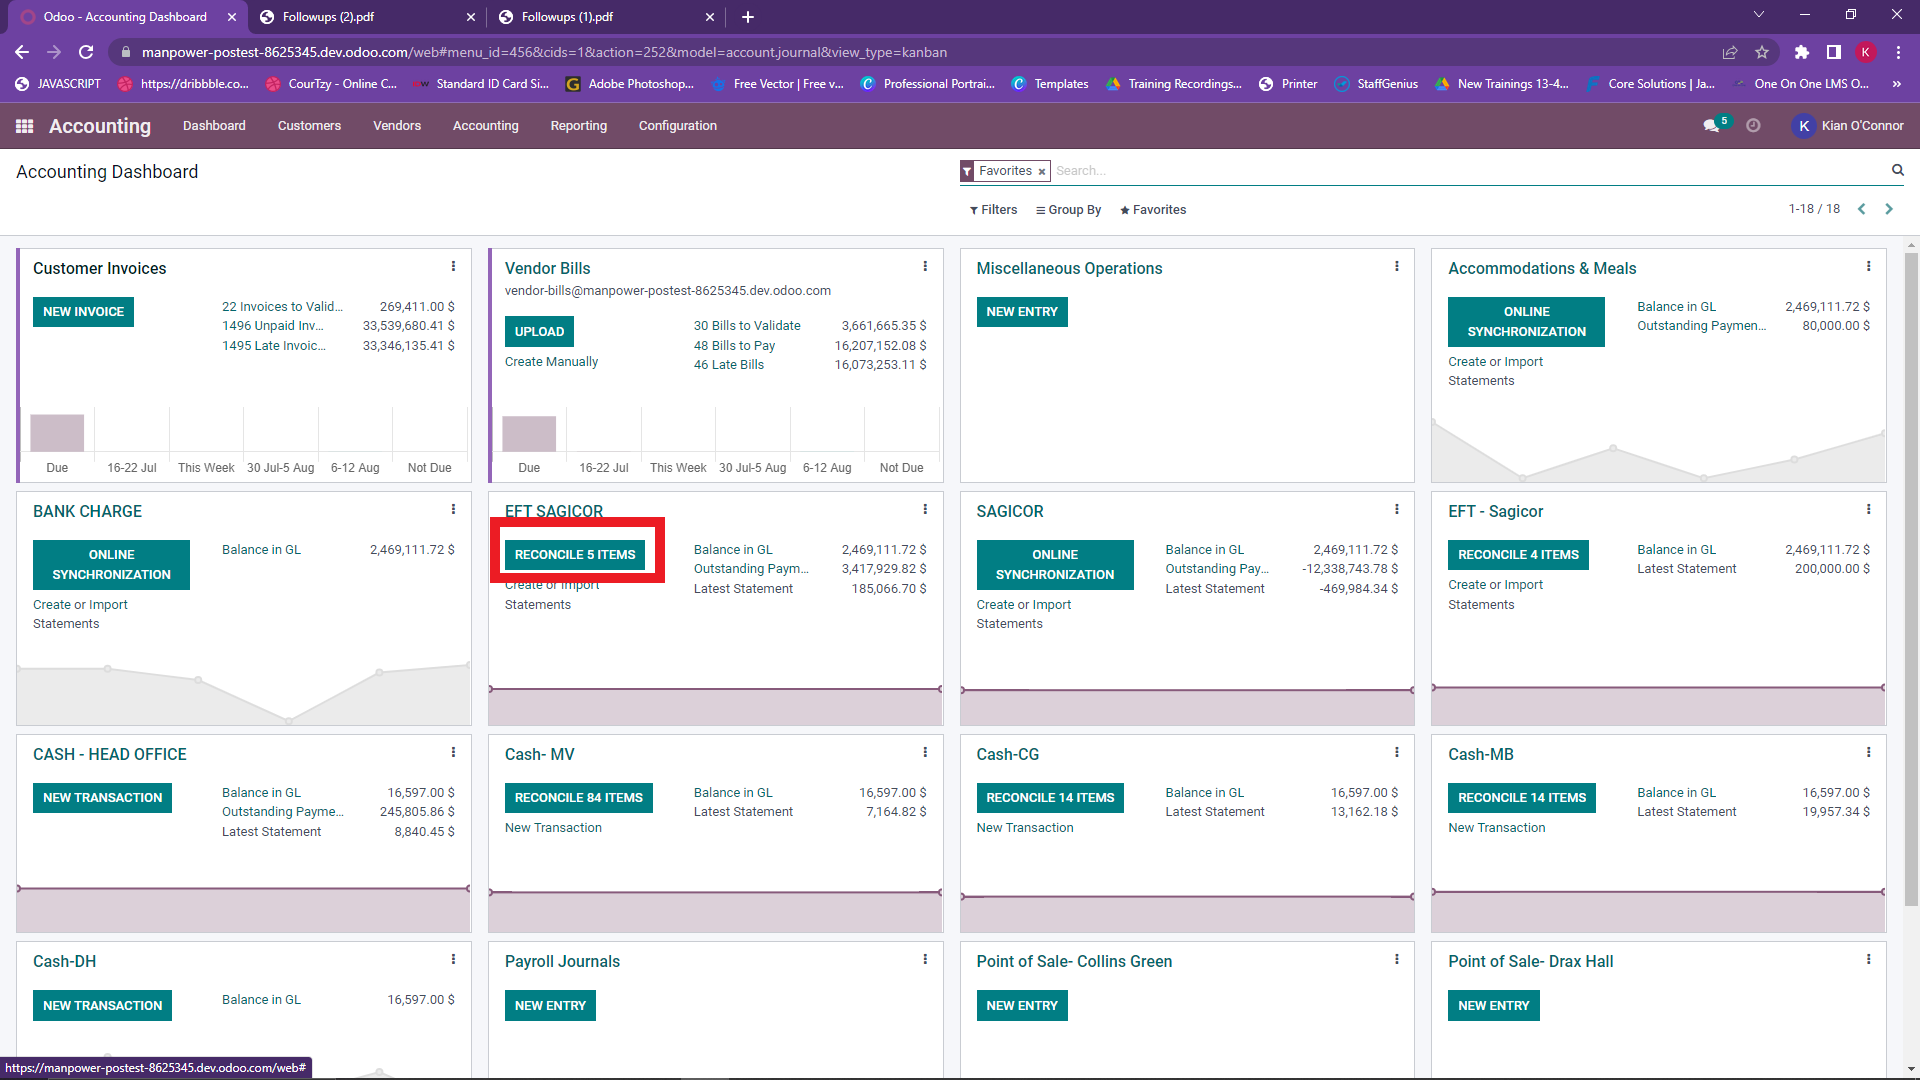 Odoo - Accounting Dashboard
Followups (2).pdf
Followups (1).pdf
manpower-postest-8625345.dev.odoo.com/web#menu_id=456&cids=1&action=252&model=account.journal&view_type=kanban
K
JAVASCRIPT
https://dribbble.co...
CourTzy - Online C...
Standard ID Card Si...
Adobe Photoshop...
Free Vector | Free v...
Professional Portrai...
Templates
Training Recordings...
Printer
StaffGenius
New Trainings 13-4...
Core Solutions | Ja...
One On One LMS O...
»
Accounting
Dashboard
Customers
Vendors
Accounting
Reporting
Configuration
5
K
Kian O'Connor
Accounting Dashboard
Favorites
Search...
Filters
Group By
Favorites
1-18 / 18
Customer Invoices
NEW INVOICE
22 Invoices to Valid... 269,411.00 $
1496 Unpaid Inv... 33,539,680.41 $
1495 Late Invoic... 33,346,135.41 $
Due 16-22 Jul This Week 30 Jul-5 Aug 6-12 Aug Not Due
Vendor Bills
vendor-bills@manpower-postest-8625345.dev.odoo.com
UPLOAD
Create Manually
30 Bills to Validate 3,661,665.35 $
48 Bills to Pay 16,207,152.08 $
46 Late Bills 16,073,253.11 $
Due 16-22 Jul This Week 30 Jul-5 Aug 6-12 Aug Not Due
Miscellaneous Operations
NEW ENTRY
Accommodations & Meals
ONLINE
SYNCHRONIZATION
Create or Import
Statements
Balance in GL 2,469,111.72 $
Outstanding Paymen... 80,000.00 $
BANK CHARGE
ONLINE
SYNCHRONIZATION
Create or Import
Statements
Balance in GL 2,469,111.72 $
EFT SAGICOR
RECONCILE 5 ITEMS
Create or Import
Statements
Balance in GL 2,469,111.72 $
Outstanding Paym... 3,417,929.82 $
Latest Statement 185,066.70 $
SAGICOR
ONLINE
SYNCHRONIZATION
Create or Import
Statements
Balance in GL 2,469,111.72 $
Outstanding Pay... -12,338,743.78 $
Latest Statement -469,984.34 $
EFT - Sagicor
RECONCILE 4 ITEMS
Create or Import
Statements
Balance in GL 2,469,111.72 $
Latest Statement 200,000.00 $
CASH - HEAD OFFICE
NEW TRANSACTION
Balance in GL 16,597.00 $
Outstanding Payme... 245,805.86 $
Latest Statement 8,840.45 $
Cash- MV
RECONCILE 84 ITEMS
New Transaction
Balance in GL 16,597.00 $
Latest Statement 7,164.82 $
Cash-CG
RECONCILE 14 ITEMS
New Transaction
Balance in GL 16,597.00 $
Latest Statement 13,162.18 $
Cash-MB
RECONCILE 14 ITEMS
New Transaction
Balance in GL 16,597.00 $
Latest Statement 19,957.34 $
Cash-DH
NEW TRANSACTION
Balance in GL 16,597.00 $
Payroll Journals
NEW ENTRY
Point of Sale- Collins Green
NEW ENTRY
Point of Sale- Drax Hall
NEW ENTRY
https://manpower-postest-8625345.dev.odoo.com/web#